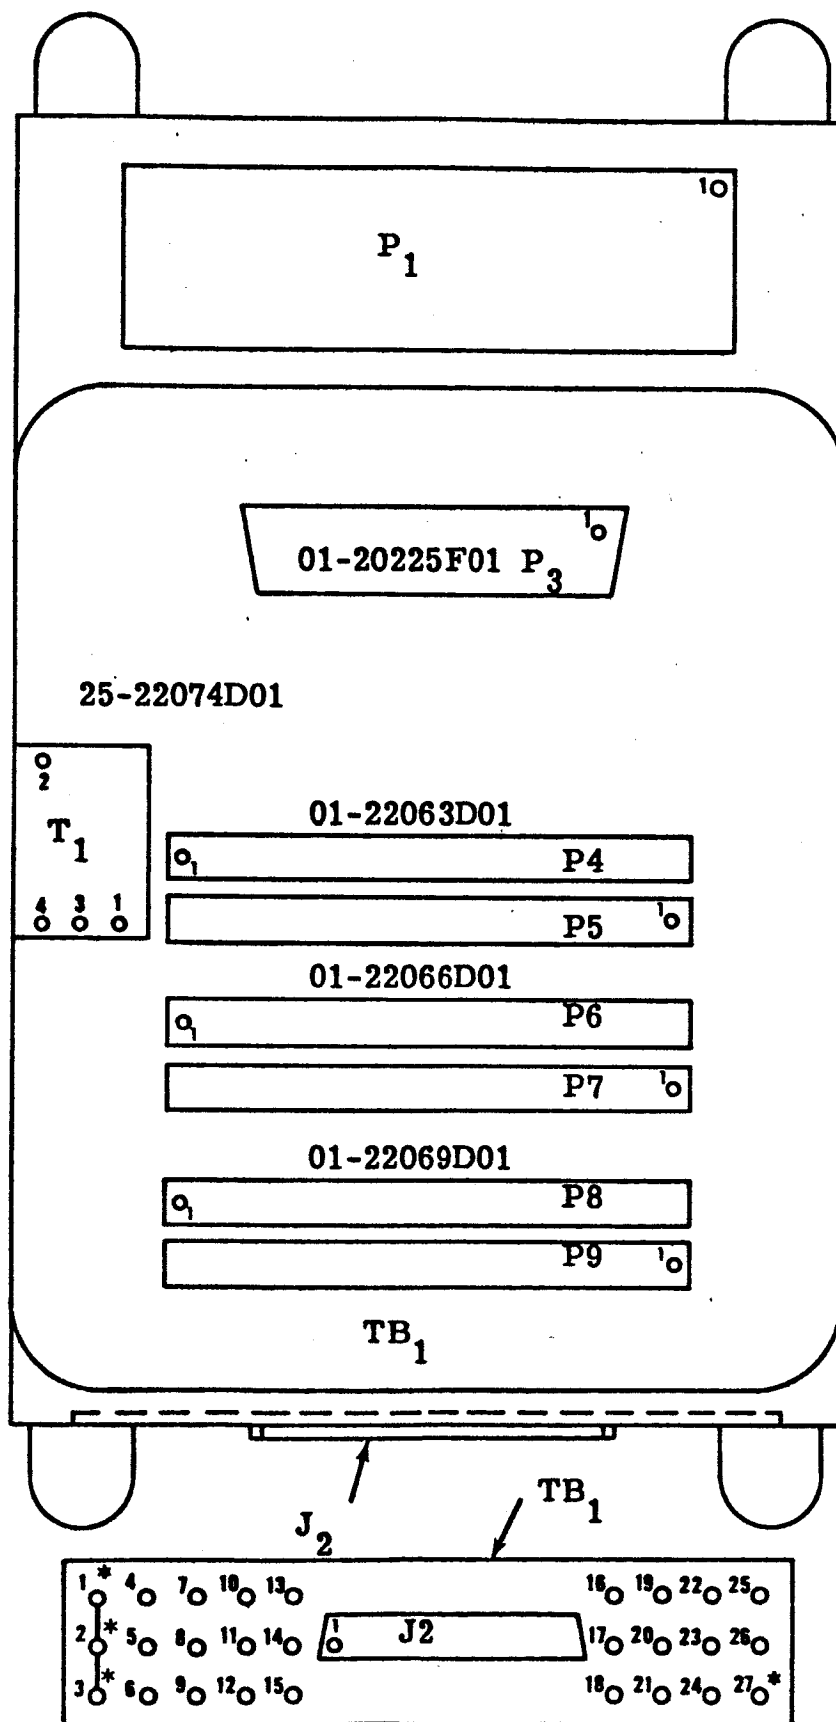 1
P1
1
01-20225F01 P3
25-22074D01
2
T1
4 3 1
01-22063D01
1 P4
P5 1
01-22066D01
1 P6
P7 1
01-22069D01
1 P8
P9 1
TB1
J2
TB1
1* 4 7 10 13 16 19 22 25
2* 5 8 11 14 1 J2 17 20 23 26
3* 6 9 12 15 18 21 24 27*